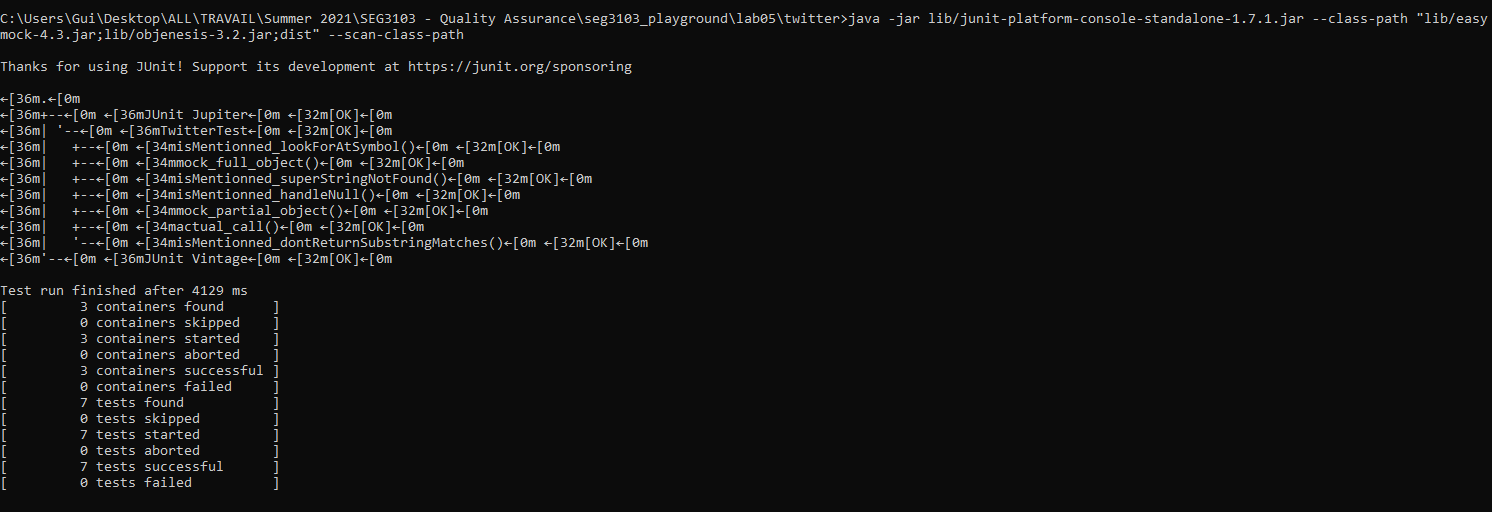 C:\Users\Gui\Desktop\ALL\TRAVAIL\Summer 2021\SEG3103 - Quality Assurance\seg3103_playground\lab05\twitter>java -jar lib/junit-platform-console-standalone-1.7.1.jar --class-path "lib/easy
mock-4.3.jar;lib/objenesis-3.2.jar;dist" --scan-class-path
Thanks for using JUnit! Support its development at https://junit.org/sponsoring
←[36m.←[0m
←[36m+--←[0m ←[36mJUnit Jupiter←[0m ←[32m[OK]←[0m
←[36m| '--←[0m ←[36mTwitterTest←[0m ←[32m[OK]←[0m
←[36m|   +--←[0m ←[34misMentionned_lookForAtSymbol()←[0m ←[32m[OK]←[0m
←[36m|   +--←[0m ←[34mmock_full_object()←[0m ←[32m[OK]←[0m
←[36m|   +--←[0m ←[34misMentionned_superStringNotFound()←[0m ←[32m[OK]←[0m
←[36m|   +--←[0m ←[34misMentionned_handleNull()←[0m ←[32m[OK]←[0m
←[36m|   +--←[0m ←[34mmock_partial_object()←[0m ←[32m[OK]←[0m
←[36m|   +--←[0m ←[34mactual_call()←[0m ←[32m[OK]←[0m
←[36m|   '--←[0m ←[34misMentionned_dontReturnSubstringMatches()←[0m ←[32m[OK]←[0m
←[36m'--←[0m ←[36mJUnit Vintage←[0m ←[32m[OK]←[0m
Test run finished after 4129 ms
[         3 containers found      ]
[         0 containers skipped    ]
[         3 containers started    ]
[         0 containers aborted    ]
[         3 containers successful ]
[         0 containers failed     ]
[         7 tests found           ]
[         0 tests skipped         ]
[         7 tests started         ]
[         0 tests aborted         ]
[         7 tests successful      ]
[         0 tests failed          ]